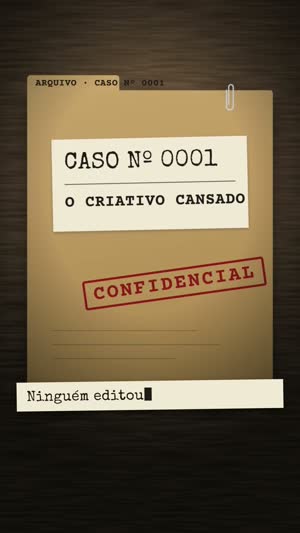 ARQUIVO · CASO Nº 0001
CASO Nº 0001
O CRIATIVO CANSADO
CONFIDENCIAL
Ninguém editou